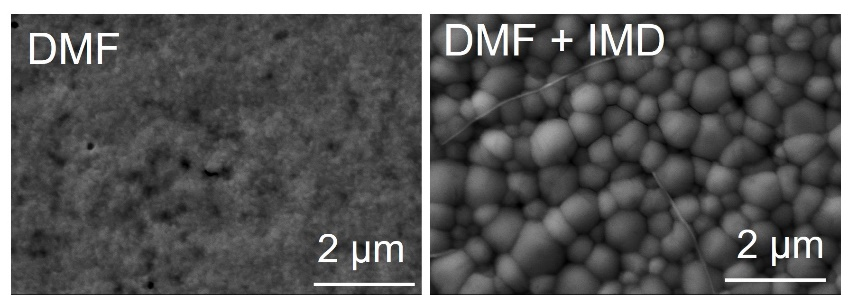 DMF
2 μm
DMF + IMD
2 μm